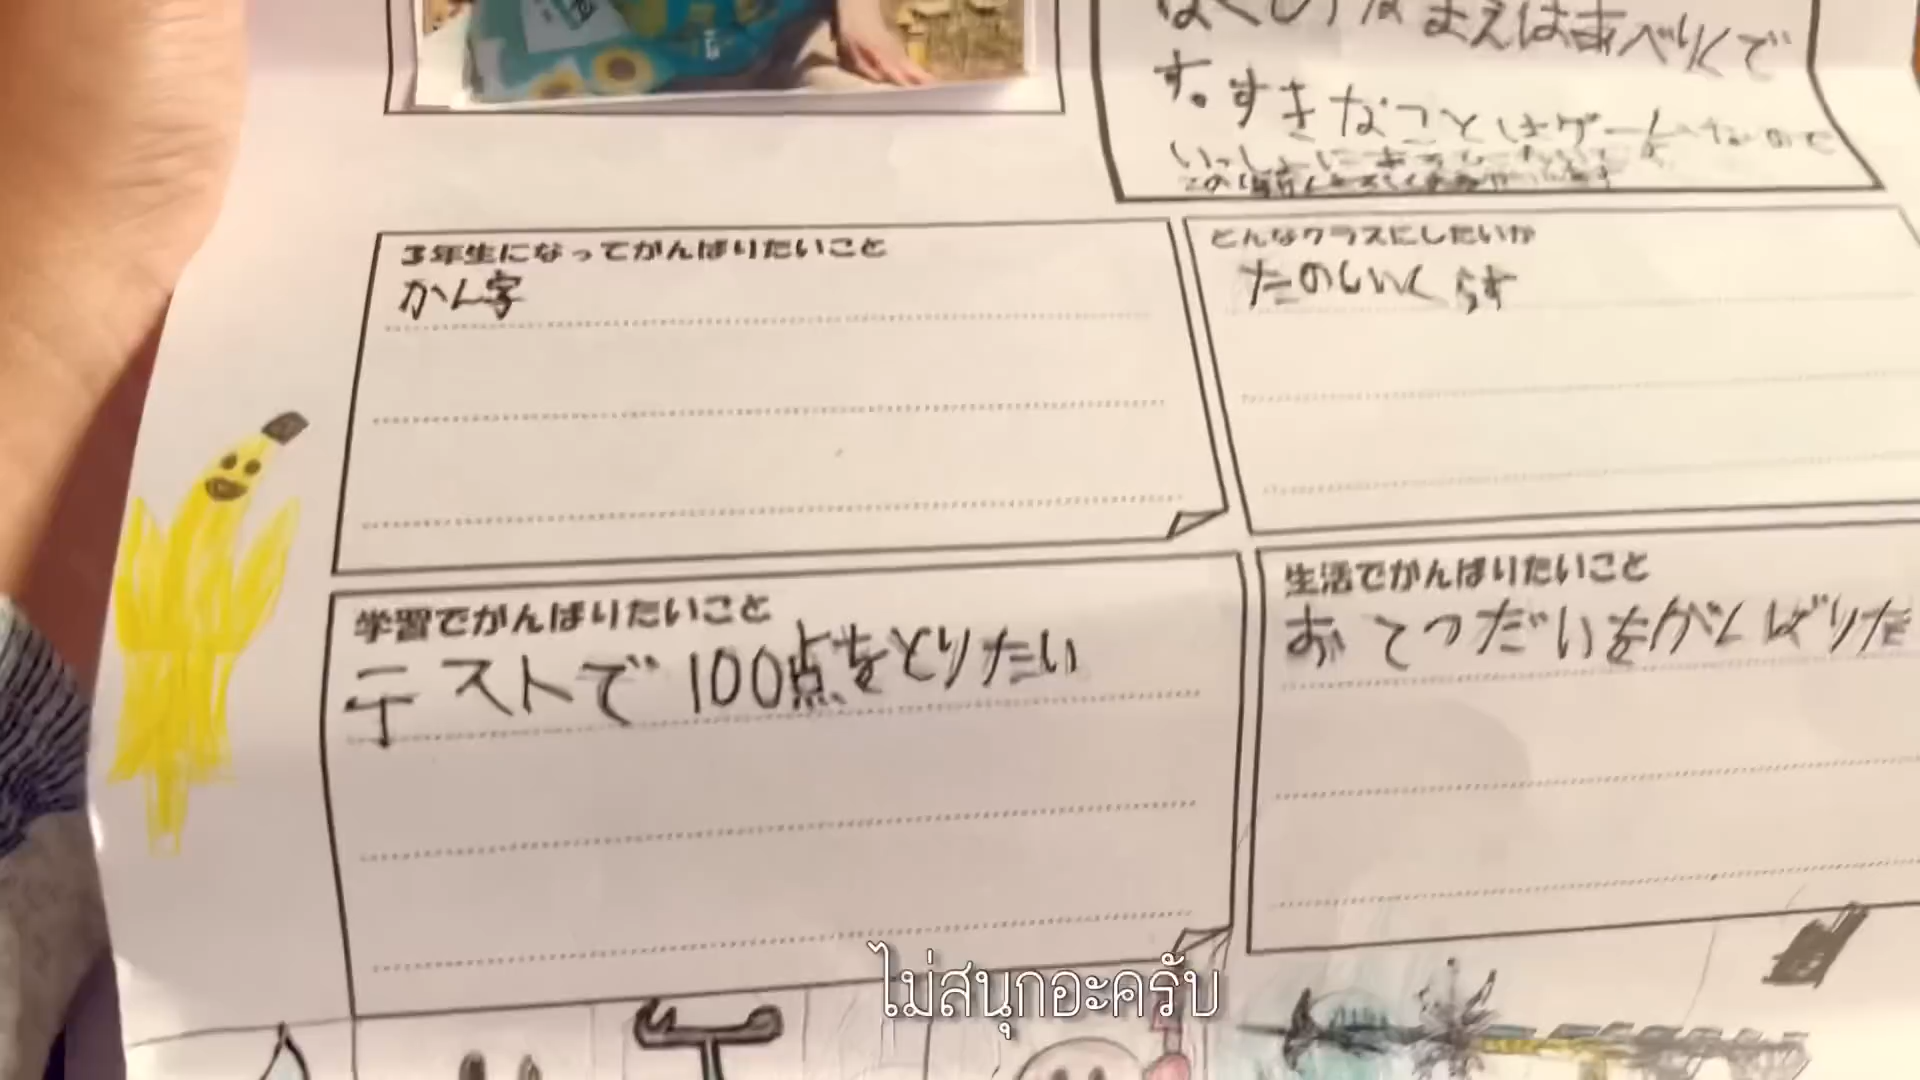 まえはあべりくで
す。すきなことはゲームなので
3年生になってがんばりたいこと
かん字
どんなクラスにしたいか
たのしいくらす
学習でがんばりたいこと
テストで100点をとりたい
生活でがんばりたいこと
おてつだいをがんばりた
ไม่สนุกอะครับ